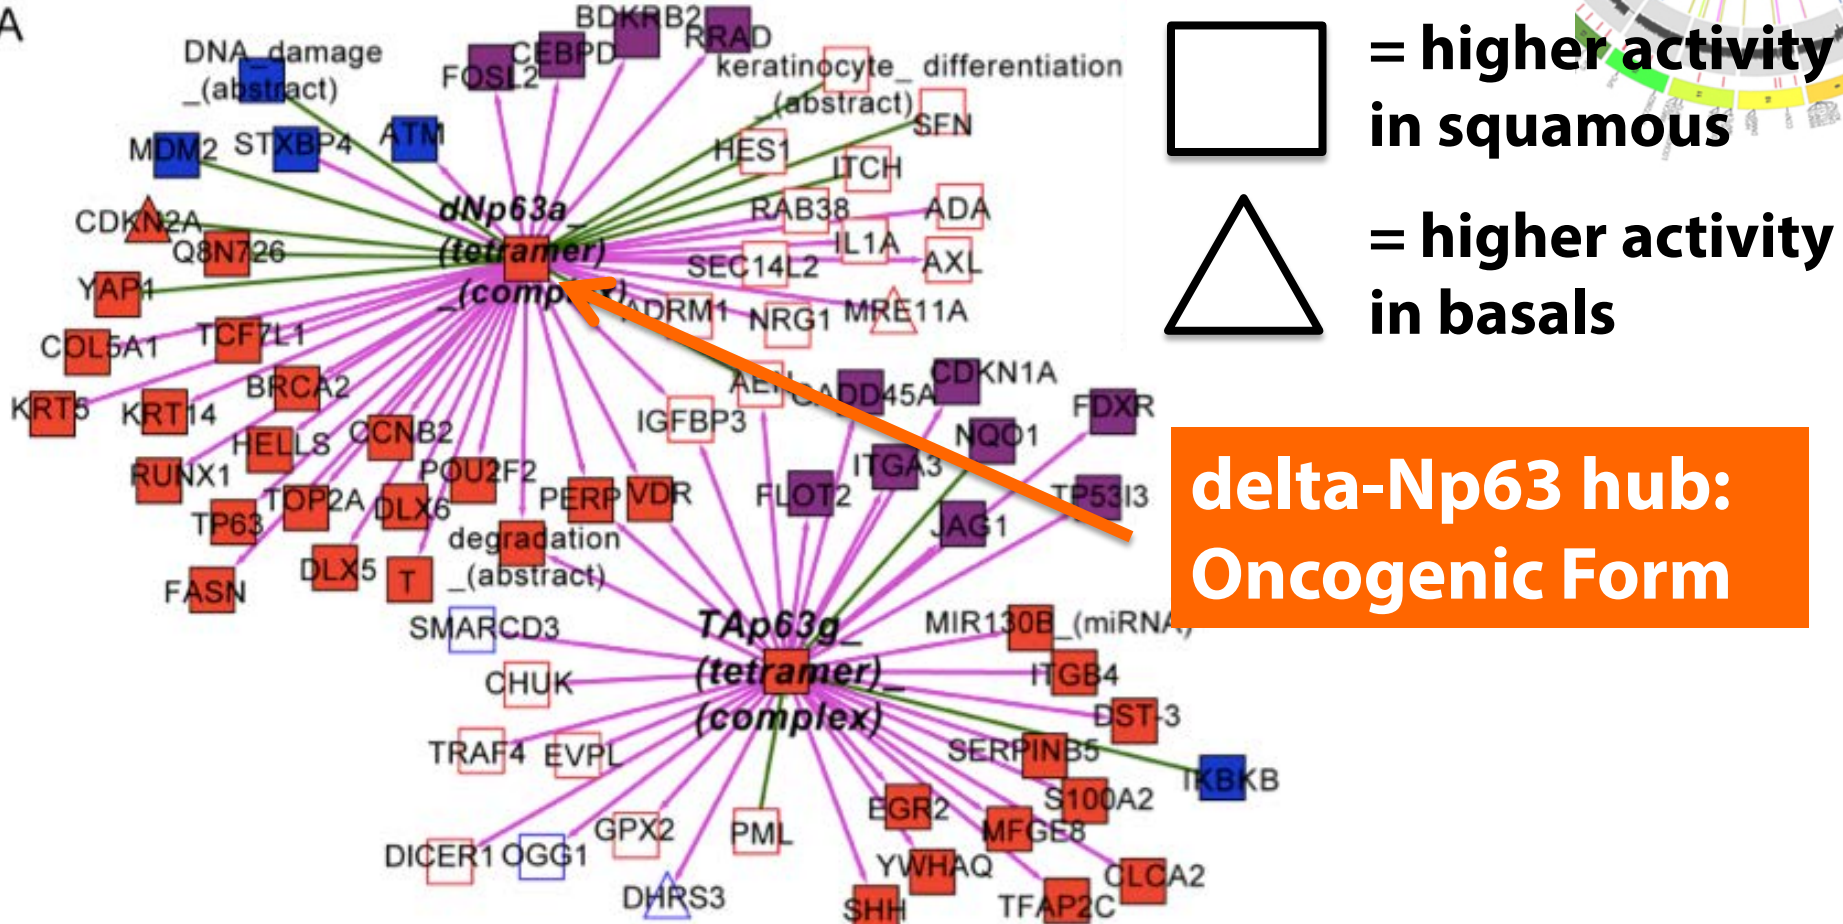 A
BDKRB2
RRAD
DNA_damage
_(abstract)
CEBPD
FOSL2
keratinocyte_ differentiation
_(abstract)
SFN
MDM2
STXBP4
ATM
HES1
ITCH
dNp63a_
(tetramer)
_(complex)
CDKN2A
Q8N726
YAP1
RAB38
ADA
IL1A
SEC14L2
AXL
ADRM1
NRG1
MRE11A
COL5A1
TCF7L1
BRCA2
KRT5
KRT14
HELLS
CCNB2
IGFBP3
AEN
GADD45A
CDKN1A
FDXR
NQO1
RUNX1
POU2F2
ITGA3
TOP2A
DLX6
PERP
VDR
FLOT2
TP53I3
TP63
JAG1
degradation
_(abstract)
DLX5
T
FASN
SMARCD3
TAp63g_
(tetramer)_
(complex)
MIR130B_(miRNA)
CHUK
ITGB4
DST-3
TRAF4
EVPL
SERPINB5
IKBKB
S100A2
EGR2
MFGE8
GPX2
PML
DICER1
OGG1
YWHAQ
CLCA2
DHRS3
SHH
TFAP2C
= higher activity
in squamous
= higher activity
in basals
delta-Np63 hub:
Oncogenic Form